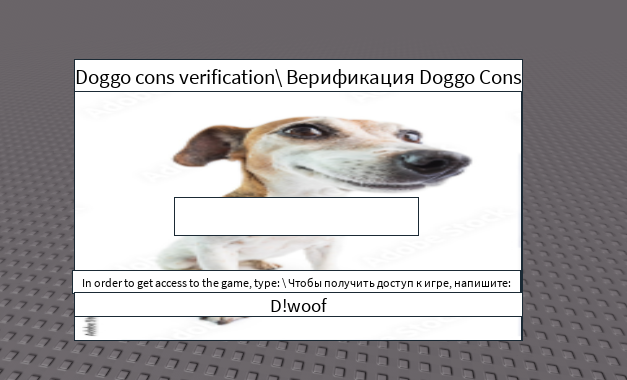 Doggo cons verification\ Верификация Doggo Cons
In order to get access to the game, type: \ Чтобы получить доступ к игре, напишите:
D!woof